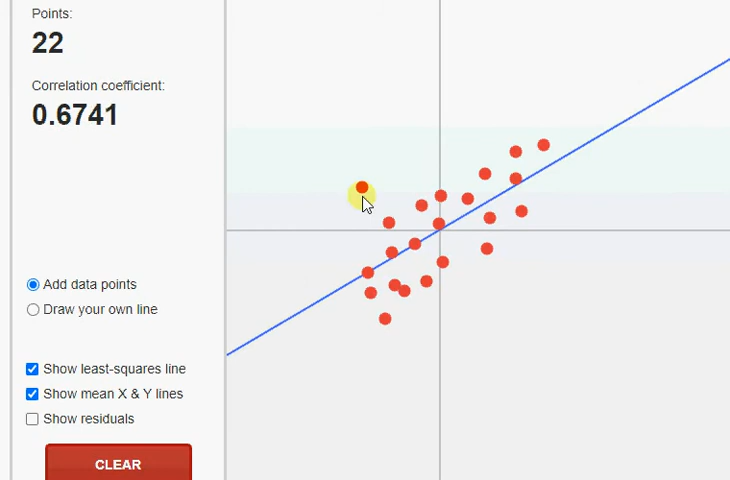 Points:
22
Correlation coefficient:
0.6741
Add data points
Draw your own line
Show least-squares line
Show mean X & Y lines
Show residuals
CLEAR